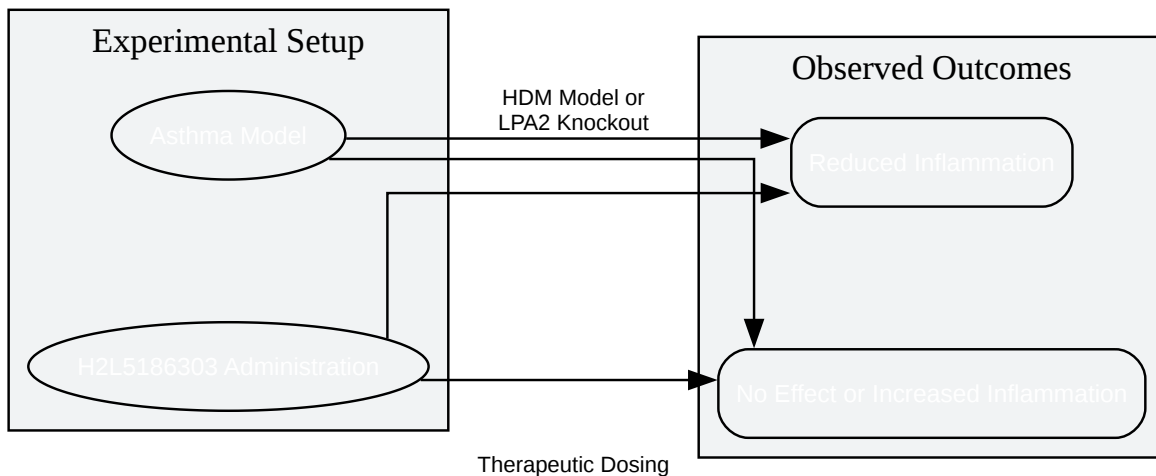 Experimental Setup
Observed Outcomes
HDM Model or
LPA2 Knockout
Asthma Model
Reduced Inflammation
H2L5186303 Administration
No Effect or Increased Inflammation
Therapeutic Dosing